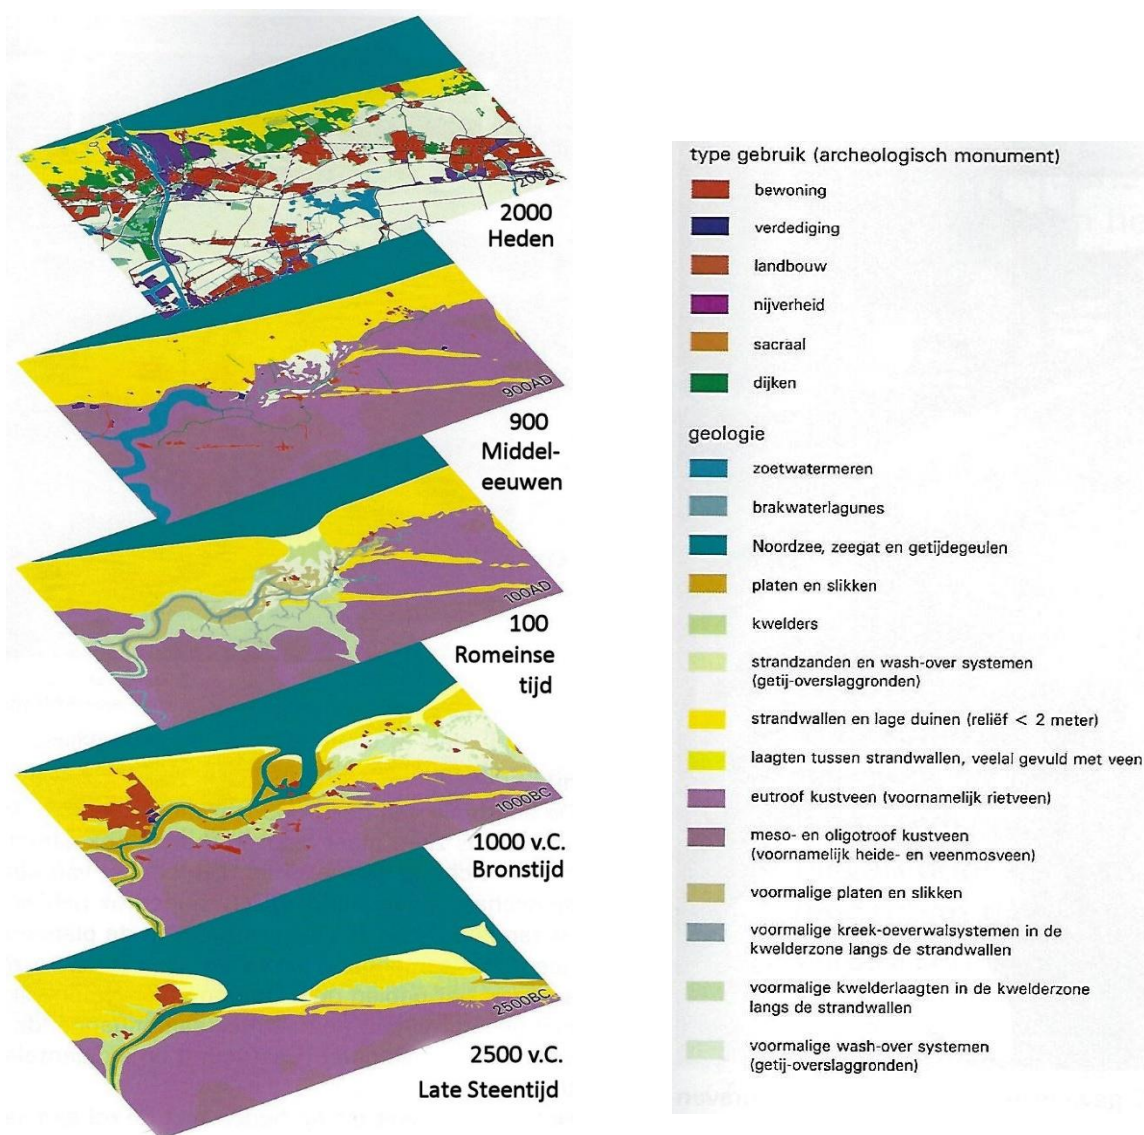 2000
2000
Heden
900AD
900
Middel-
eeuwen
100AD
100
Romeinse
tijd
1000BC
1000 v.C.
Bronstijd
2500BC
2500 v.C.
Late Steentijd
type gebruik (archeologisch monument)
bewoning
verdediging
landbouw
nijverheid
sacraal
dijken
geologie
zoetwatermeren
brakwaterlagunes
Noordzee, zeegat en getijdegeulen
platen en slikken
kwelders
strandzanden en wash-over systemen
(getij-overslaggronden)
strandwallen en lage duinen (reliëf < 2 meter)
laagten tussen strandwallen, veelal gevuld met veen
eutroof kustveen (voornamelijk rietveen)
meso- en oligotroof kustveen
(voornamelijk heide- en veenmosveen)
voormalige platen en slikken
voormalige kreek-oeverwalsystemen in de
kwelderzone langs de strandwallen
voormalige kwelderlaagten in de kwelderzone
langs de strandwallen
voormalige wash-over systemen
(getij-overslaggronden)